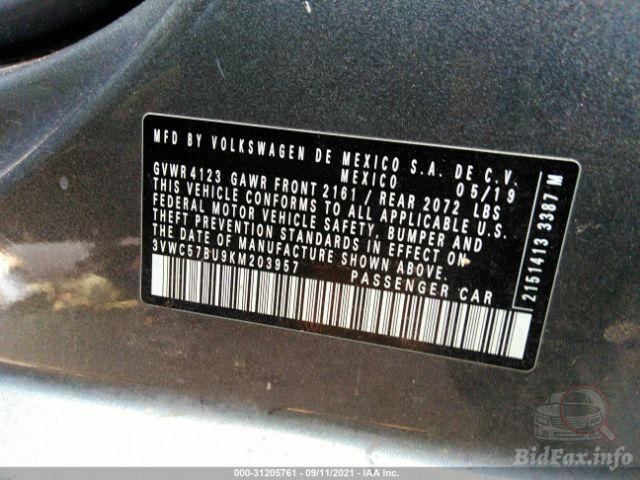 MFD BY VOLKSWAGEN DE MEXICO S.A. DE C.V.
MEXICO 05/19
GVWR 4123 GAWR FRONT 2161 / REAR 2072 LBS
THIS VEHICLE CONFORMS TO ALL APPLICABLE U.S.
FEDERAL MOTOR VEHICLE SAFETY, BUMPER AND
THEFT PREVENTION STANDARDS IN EFFECT ON
THE DATE OF MANUFACTURE SHOWN ABOVE.
3VWC57BU9KM203957 PASSENGER CAR
2151413 3387 M
BidFax.info
000-31205761 - 09/11/2021 - IAA Inc.